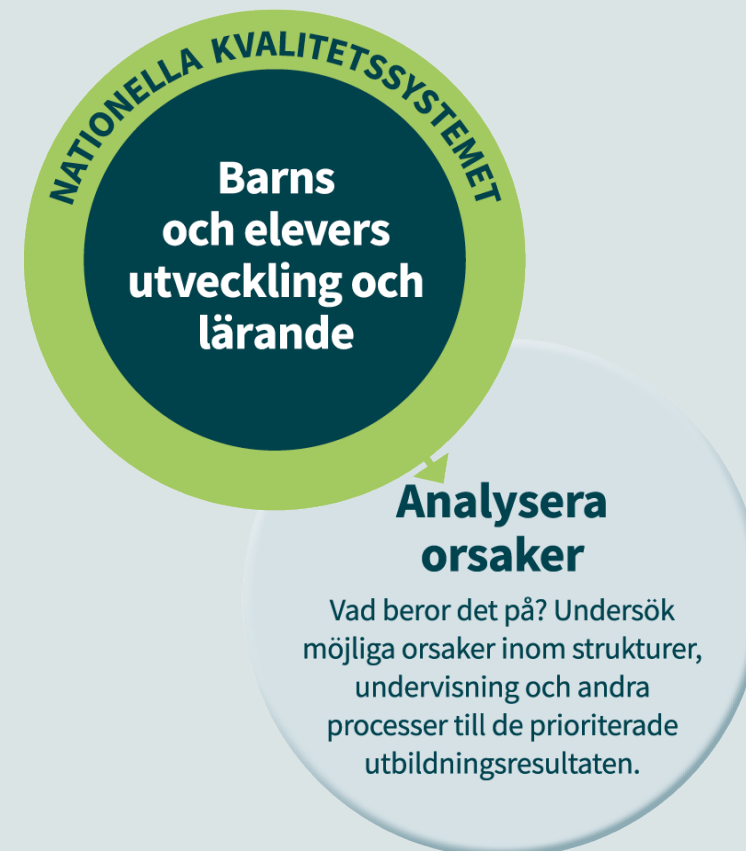 NATIONELLA KVALITETSSYSTEMET
Barns
och elevers
utveckling och
lärande
Analysera
orsaker
Vad beror det på? Undersök
möjliga orsaker inom strukturer,
undervisning och andra
processer till de prioriterade
utbildningsresultaten.